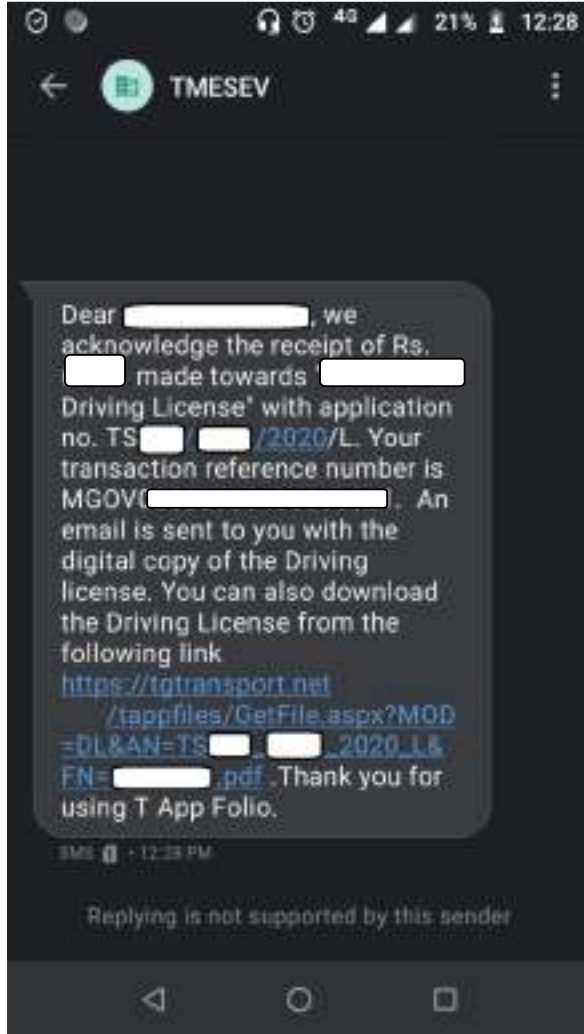 4G 21% 12:28
TMESEV
Dear , we
acknowledge the receipt of Rs.
made towards '
Driving License' with application
no. TS / /2020/L. Your
transaction reference number is
MGOV . An
email is sent to you with the
digital copy of the Driving
license. You can also download
the Driving License from the
following link
https://tgtransport.net
/tappfiles/GetFile.aspx?MOD
=DL&AN=TS _ _2020_L&
FN= .pdf .Thank you for
using T App Folio.
SMS • 12:28 PM
Replying is not supported by this sender